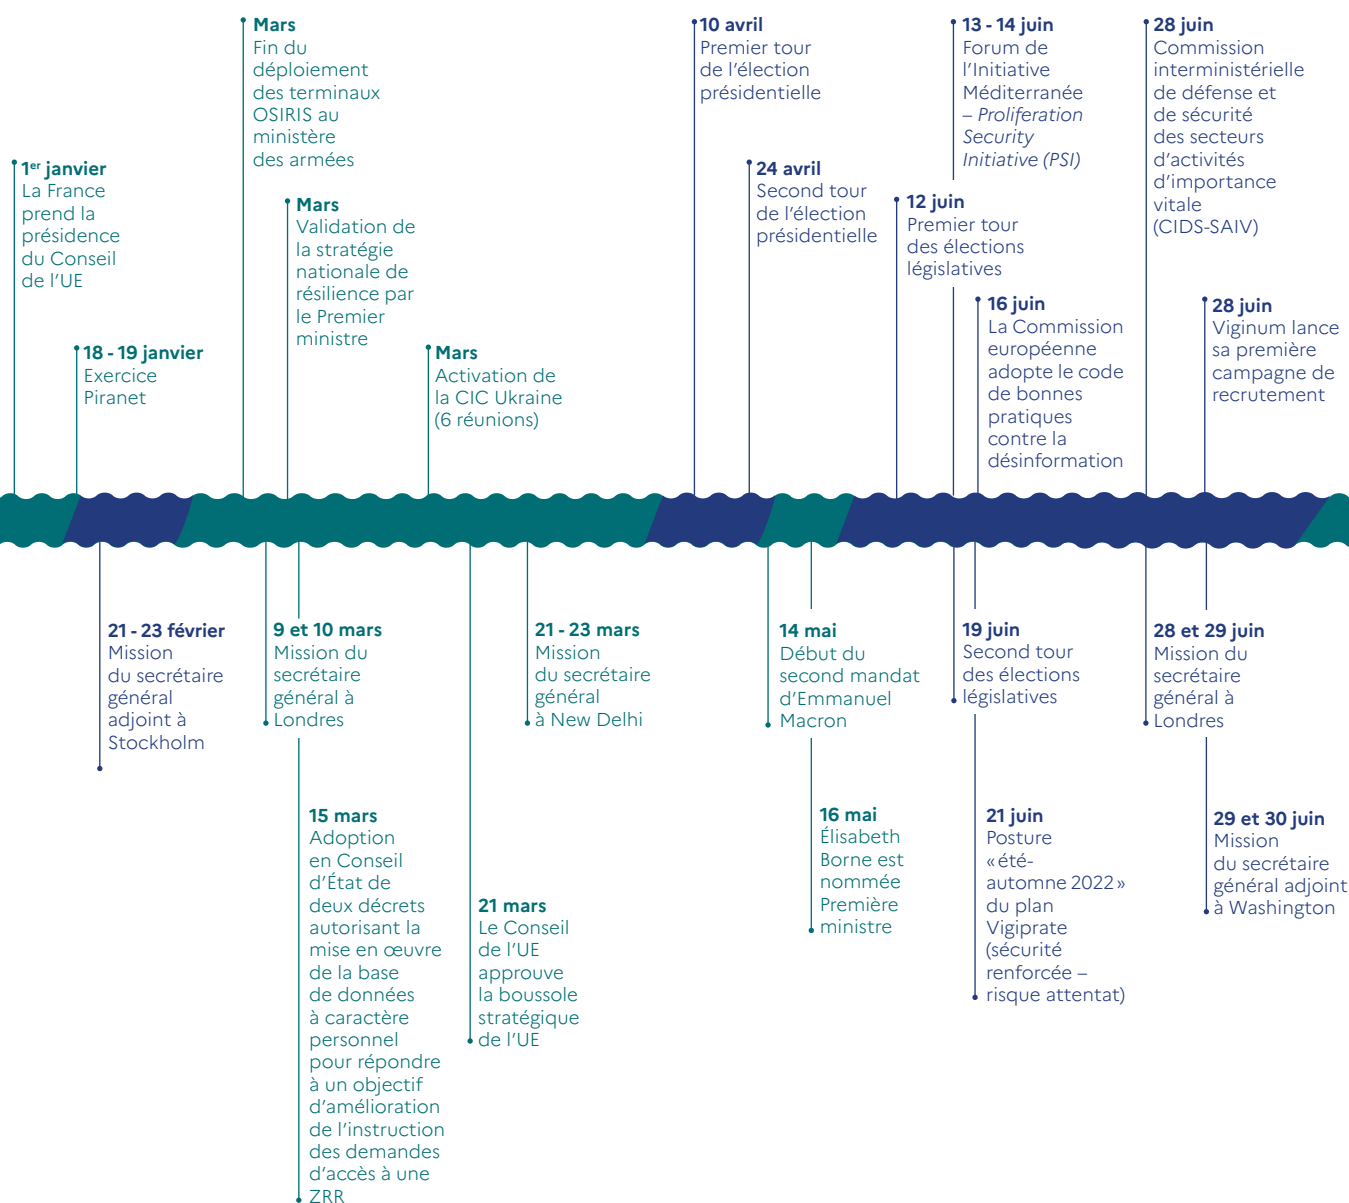 1er janvier
La France
prend la
présidence
du Conseil
de l’UE
18 - 19 janvier
Exercice
Piranet
Mars
Fin du
déploiement
des terminaux
OSIRIS au
ministère
des armées
Mars
Validation de
la stratégie
nationale de
résilience par
le Premier
ministre
Mars
Activation de
la CIC Ukraine
(6 réunions)
10 avril
Premier tour
de l’élection
présidentielle
24 avril
Second tour
de l’élection
présidentielle
12 juin
Premier tour
des élections
législatives
13 - 14 juin
Forum de
l’Initiative
Méditerranée
– Proliferation
Security
Initiative (PSI)
16 juin
La Commission
européenne
adopte le code
de bonnes
pratiques
contre la
désinformation
28 juin
Commission
interministérielle
de défense et
de sécurité
des secteurs
d’activités
d’importance
vitale
(CIDS-SAIV)
28 juin
Viginum lance
sa première
campagne de
recrutement
21 - 23 février
Mission
du secrétaire
général
adjoint à
Stockholm
9 et 10 mars
Mission du
secrétaire
général à
Londres
15 mars
Adoption
en Conseil
d’État de
deux décrets
autorisant la
mise en œuvre
de la base
de données
à caractère
personnel
pour répondre
à un objectif
d’amélioration
de l’instruction
des demandes
d’accès à une
ZRR
21 mars
Le Conseil
de l’UE
approuve
la boussole
stratégique
de l’UE
21 - 23 mars
Mission
du secrétaire
général
à New Delhi
14 mai
Début du
second mandat
d’Emmanuel
Macron
16 mai
Élisabeth
Borne est
nommée
Première
ministre
19 juin
Second tour
des élections
législatives
21 juin
Posture
«été-
automne 2022»
du plan
Vigiprate
(sécurité
renforcée –
risque attentat)
28 et 29 juin
Mission du
secrétaire
général à
Londres
29 et 30 juin
Mission
du secrétaire
général adjoint
à Washington